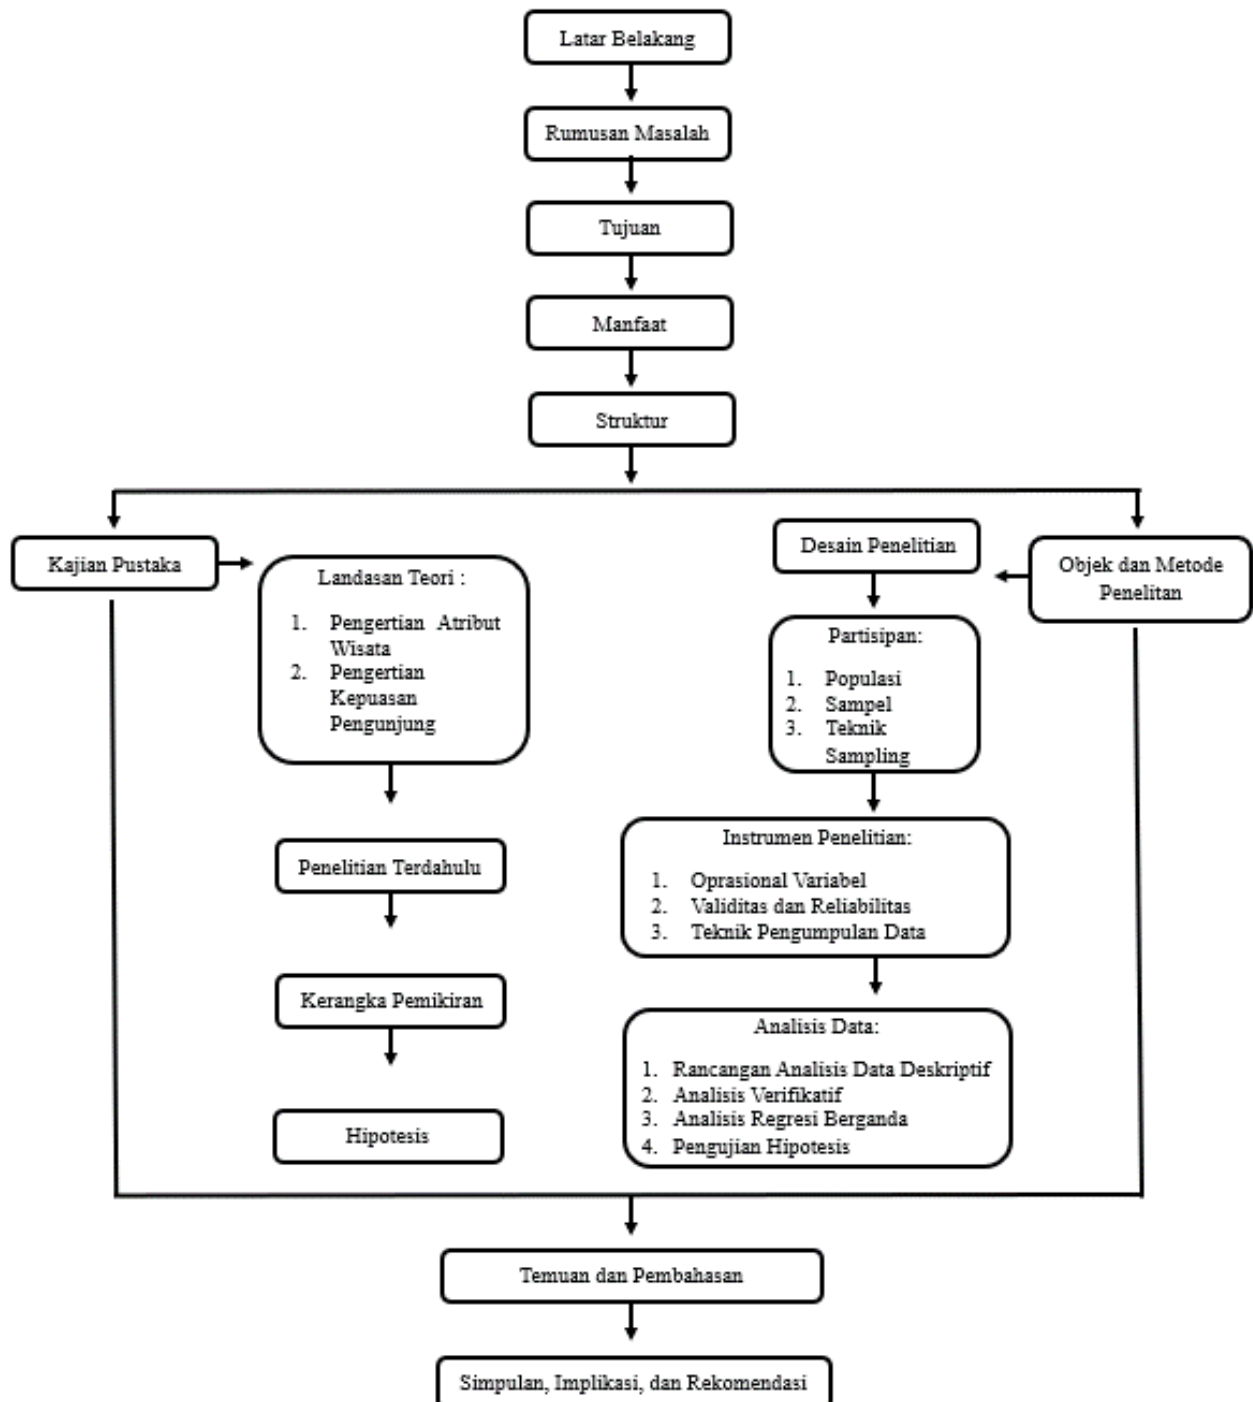 Latar Belakang
Rumusan Masalah
Tujuan
Manfaat
Struktur
Kajian Pustaka
Landasan Teori :
1. Pengertian Atribut
Wisata
2. Pengertian
Kepuasan
Pengunjung
Penelitian Terdahulu
Kerangka Pemikiran
Hipotesis
Objek dan Metode
Penelitan
Desain Penelitian
Partisipan:
1. Populasi
2. Sampel
3. Teknik
Sampling
Instrumen Penelitian:
1. Oprasional Variabel
2. Validitas dan Reliabilitas
3. Teknik Pengumpulan Data
Analisis Data:
1. Rancangan Analisis Data Deskriptif
2. Analisis Verifikatif
3. Analisis Regresi Berganda
4. Pengujian Hipotesis
Temuan dan Pembahasan
Simpulan, Implikasi, dan Rekomendasi